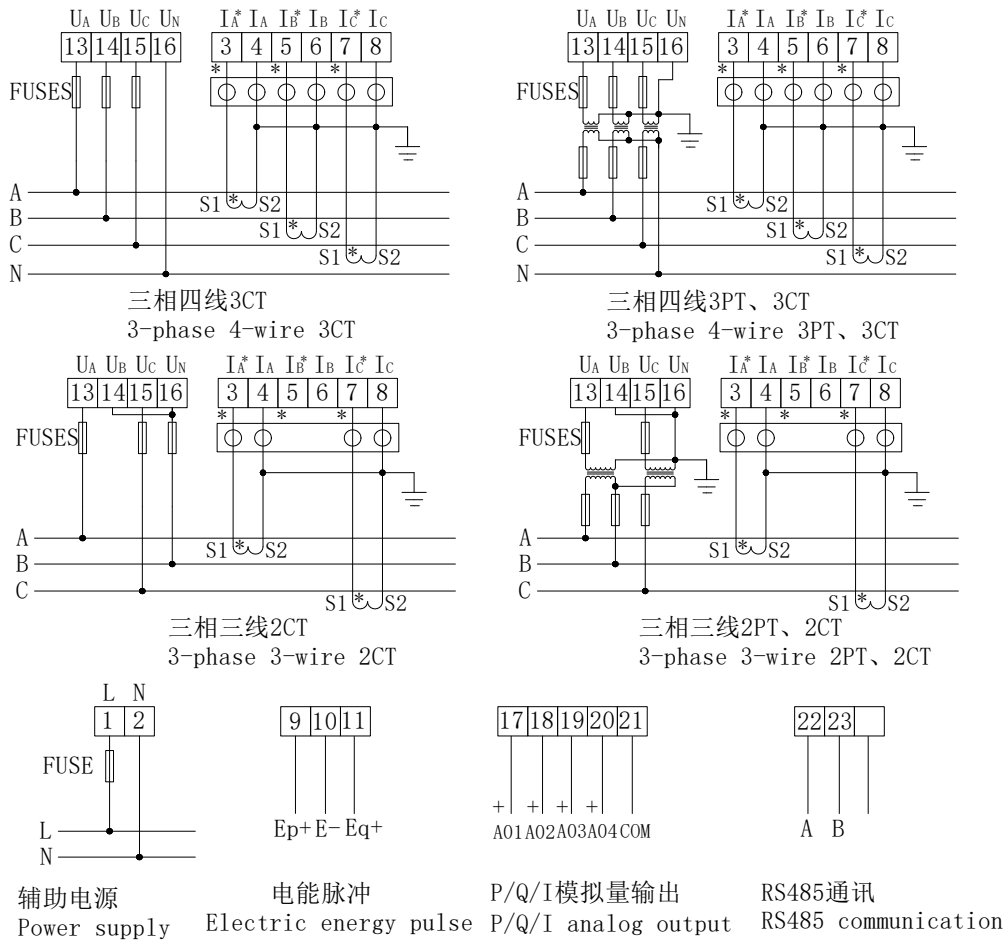 UA UB UC UN IA* IA IB* IB IC* IC
13 14 15 16 3 4 5 6 7 8
* * *
FUSES
A
S1 * S2
B
S1 * S2
C
S1 * S2
N
三相四线3CT
3-phase 4-wire 3CT
UA UB UC UN IA* IA IB* IB IC* IC
13 14 15 16 3 4 5 6 7 8
* * *
FUSES
A
S1 * S2
B
S1 * S2
C
S1 * S2
N
三相四线3PT、3CT
3-phase 4-wire 3PT、3CT
UA UB UC UN IA* IA IB* IB IC* IC
13 14 15 16 3 4 5 6 7 8
* * *
FUSES
A
S1 * S2
B
C
S1 * S2
三相三线2CT
3-phase 3-wire 2CT
UA UB UC UN IA* IA IB* IB IC* IC
13 14 15 16 3 4 5 6 7 8
* * *
FUSES
A
S1 * S2
B
C
S1 * S2
三相三线2PT、2CT
3-phase 3-wire 2PT、2CT
L N
1 2
FUSE
L
N
辅助电源
Power supply
9 10 11
Ep+ E- Eq+
电能脉冲
Electric energy pulse
17 18 19 20 21
+ + + +
A01 A02 A03 A04 COM
P/Q/I模拟量输出
P/Q/I analog output
22 23
A B
RS485通讯
RS485 communication